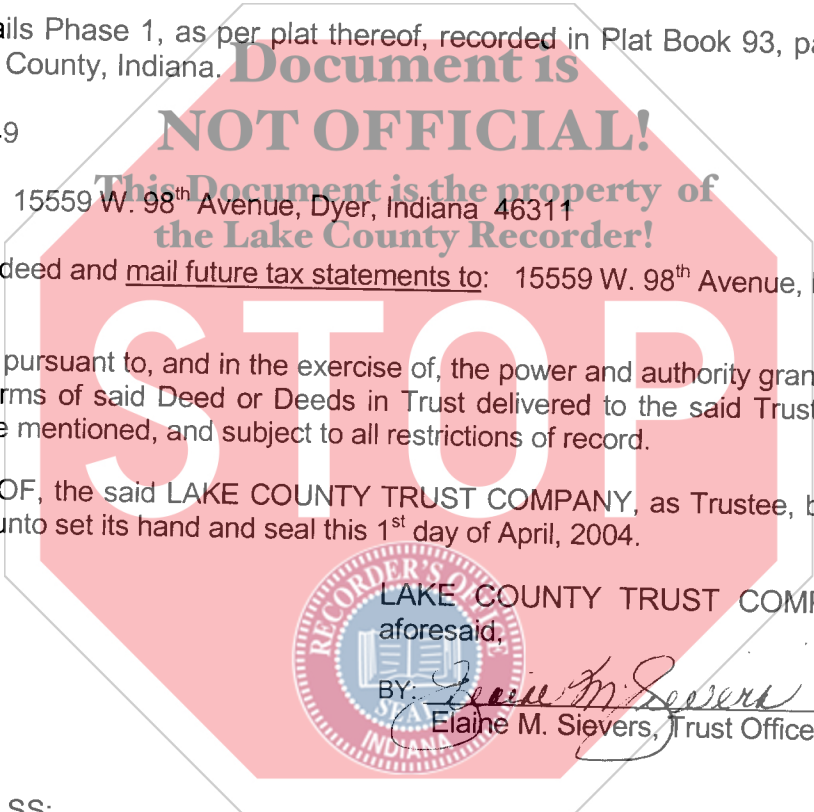 ails Phase 1, as per plat thereof, recorded in Plat Book 93, pa
County, Indiana.
Document is
NOT OFFICIAL!
-9
This Document is the property of
15559 W. 98th Avenue, Dyer, Indiana 46311
the Lake County Recorder!
deed and mail future tax statements to: 15559 W. 98th Avenue,
STOP
pursuant to, and in the exercise of, the power and authority gran
rms of said Deed or Deeds in Trust delivered to the said Trust
e mentioned, and subject to all restrictions of record.
OF, the said LAKE COUNTY TRUST COMPANY, as Trustee, b
unto set its hand and seal this 1st day of April, 2004.
RECORDER'S OFFICE
SEAL
INDIANA
LAKE COUNTY TRUST COMP
aforesaid,
BY: Elaine M. Sievers
Elaine M. Sievers, Trust Office
SS: